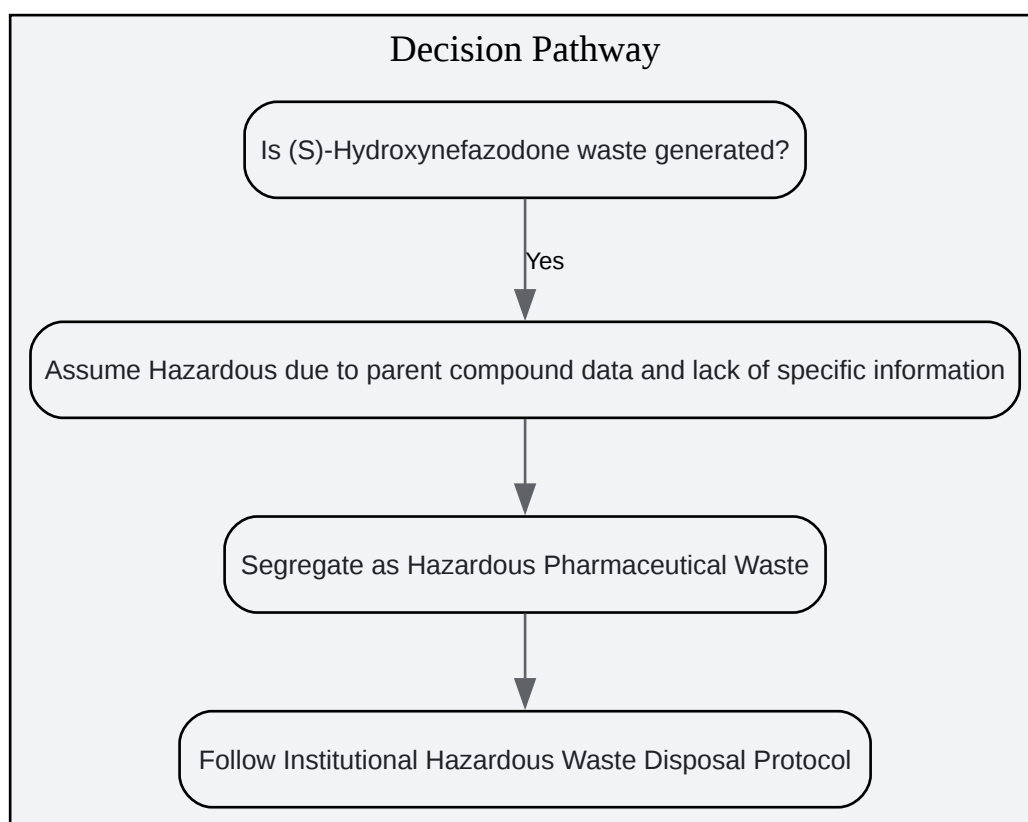 Decision Pathway
Is (S)-Hydroxynefazodone waste generated?
Yes
Assume Hazardous due to parent compound data and lack of specific information
Segregate as Hazardous Pharmaceutical Waste
Follow Institutional Hazardous Waste Disposal Protocol